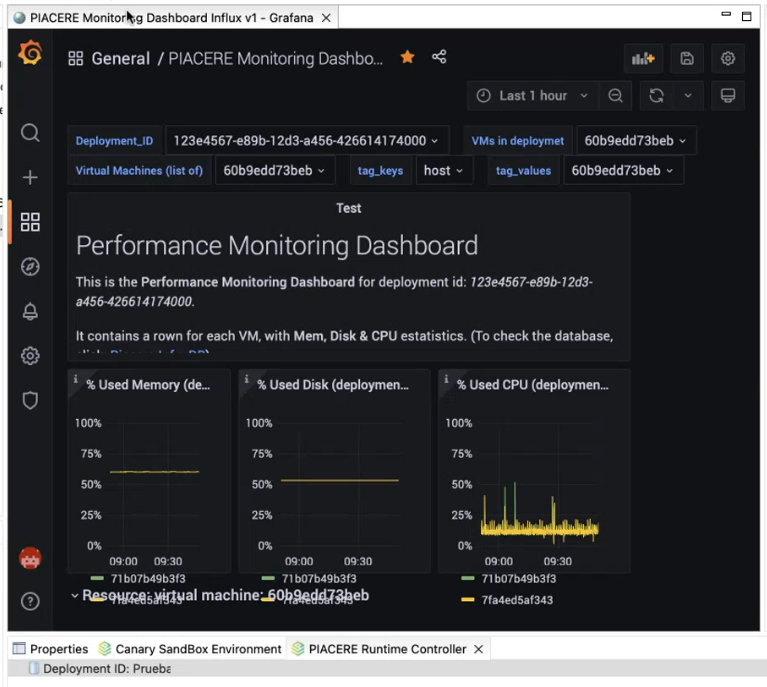 PIACERE Monitoring Dashboard Influx v1 - Grafana
General / PIACERE Monitoring Dashbo...
Last 1 hour
Deployment_ID 123e4567-e89b-12d3-a456-426614174000 VMs in deploymet 60b9edd73beb
Virtual Machines (list of) 60b9edd73beb tag_keys host tag_values 60b9edd73beb
Test
Performance Monitoring Dashboard
This is the Performance Monitoring Dashboard for deployment id: 123e4567-e89b-12d3-
a456-426614174000.
It contains a rown for each VM, with Mem, Disk & CPU estatistics. (To check the database,
i % Used Memory (de... i % Used Disk (deploymen... i % Used CPU (deploymen...
100% 100% 100%
75% 75% 75%
50% 50% 50%
25% 25% 25%
0% 0% 0%
09:00 09:30 09:00 09:30 09:00 09:30
71b07b49b3f3 71b07b49b3f3 71b07b49b3f3
7fa4ed5af343 7fa4ed5af343 7fa4ed5af343
Resource: virtual machine: 60b9edd73beb
Properties Canary SandBox Environment PIACERE Runtime Controller
Deployment ID: Prueba